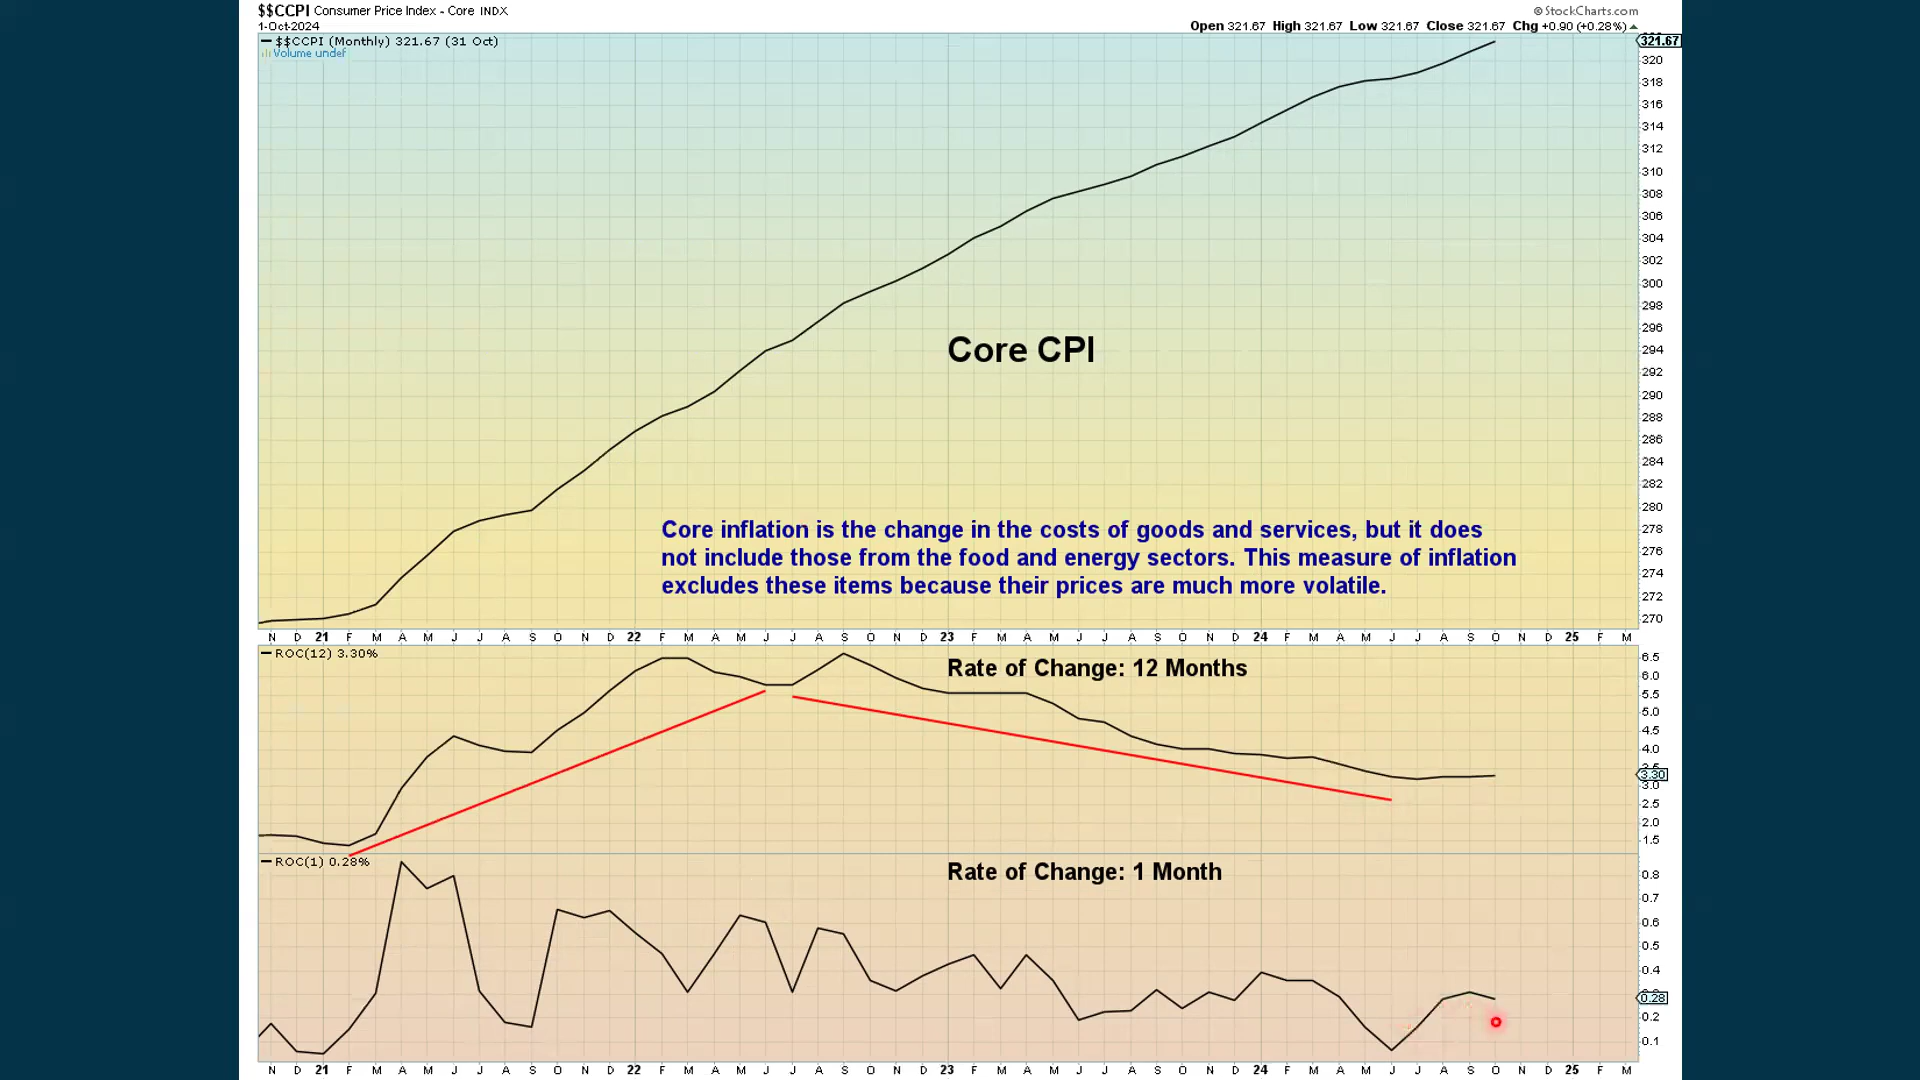 $$CCPI Consumer Price Index - Core INDX
© StockCharts.com
1-Oct-2024
Open 321.67 High 321.67 Low 321.67 Close 321.67 Chg +0.90 (+0.28%)
$$CCPI (Monthly) 321.67 (31 Oct)
Volume undef
321.67
320
318
316
314
312
310
308
306
304
302
300
298
296
294
292
290
288
286
284
282
280
278
276
274
272
270
Core CPI
Core inflation is the change in the costs of goods and services, but it does
not include those from the food and energy sectors. This measure of inflation
excludes these items because their prices are much more volatile.
N D 21 F M A M J J A S O N D 22 F M A M J J A S O N D 23 F M A M J J A S O N D 24 F M A M J J A S O N D 25 F M
ROC(12) 3.30%
Rate of Change: 12 Months
6.5
6.0
5.5
5.0
4.5
4.0
3.5
3.30
3.0
2.5
2.0
1.5
ROC(1) 0.28%
Rate of Change: 1 Month
0.8
0.7
0.6
0.5
0.4
0.28
0.2
0.1
N D 21 F M A M J J A S O N D 22 F M A M J J A S O N D 23 F M A M J J A S O N D 24 F M A M J J A S O N D 25 F M